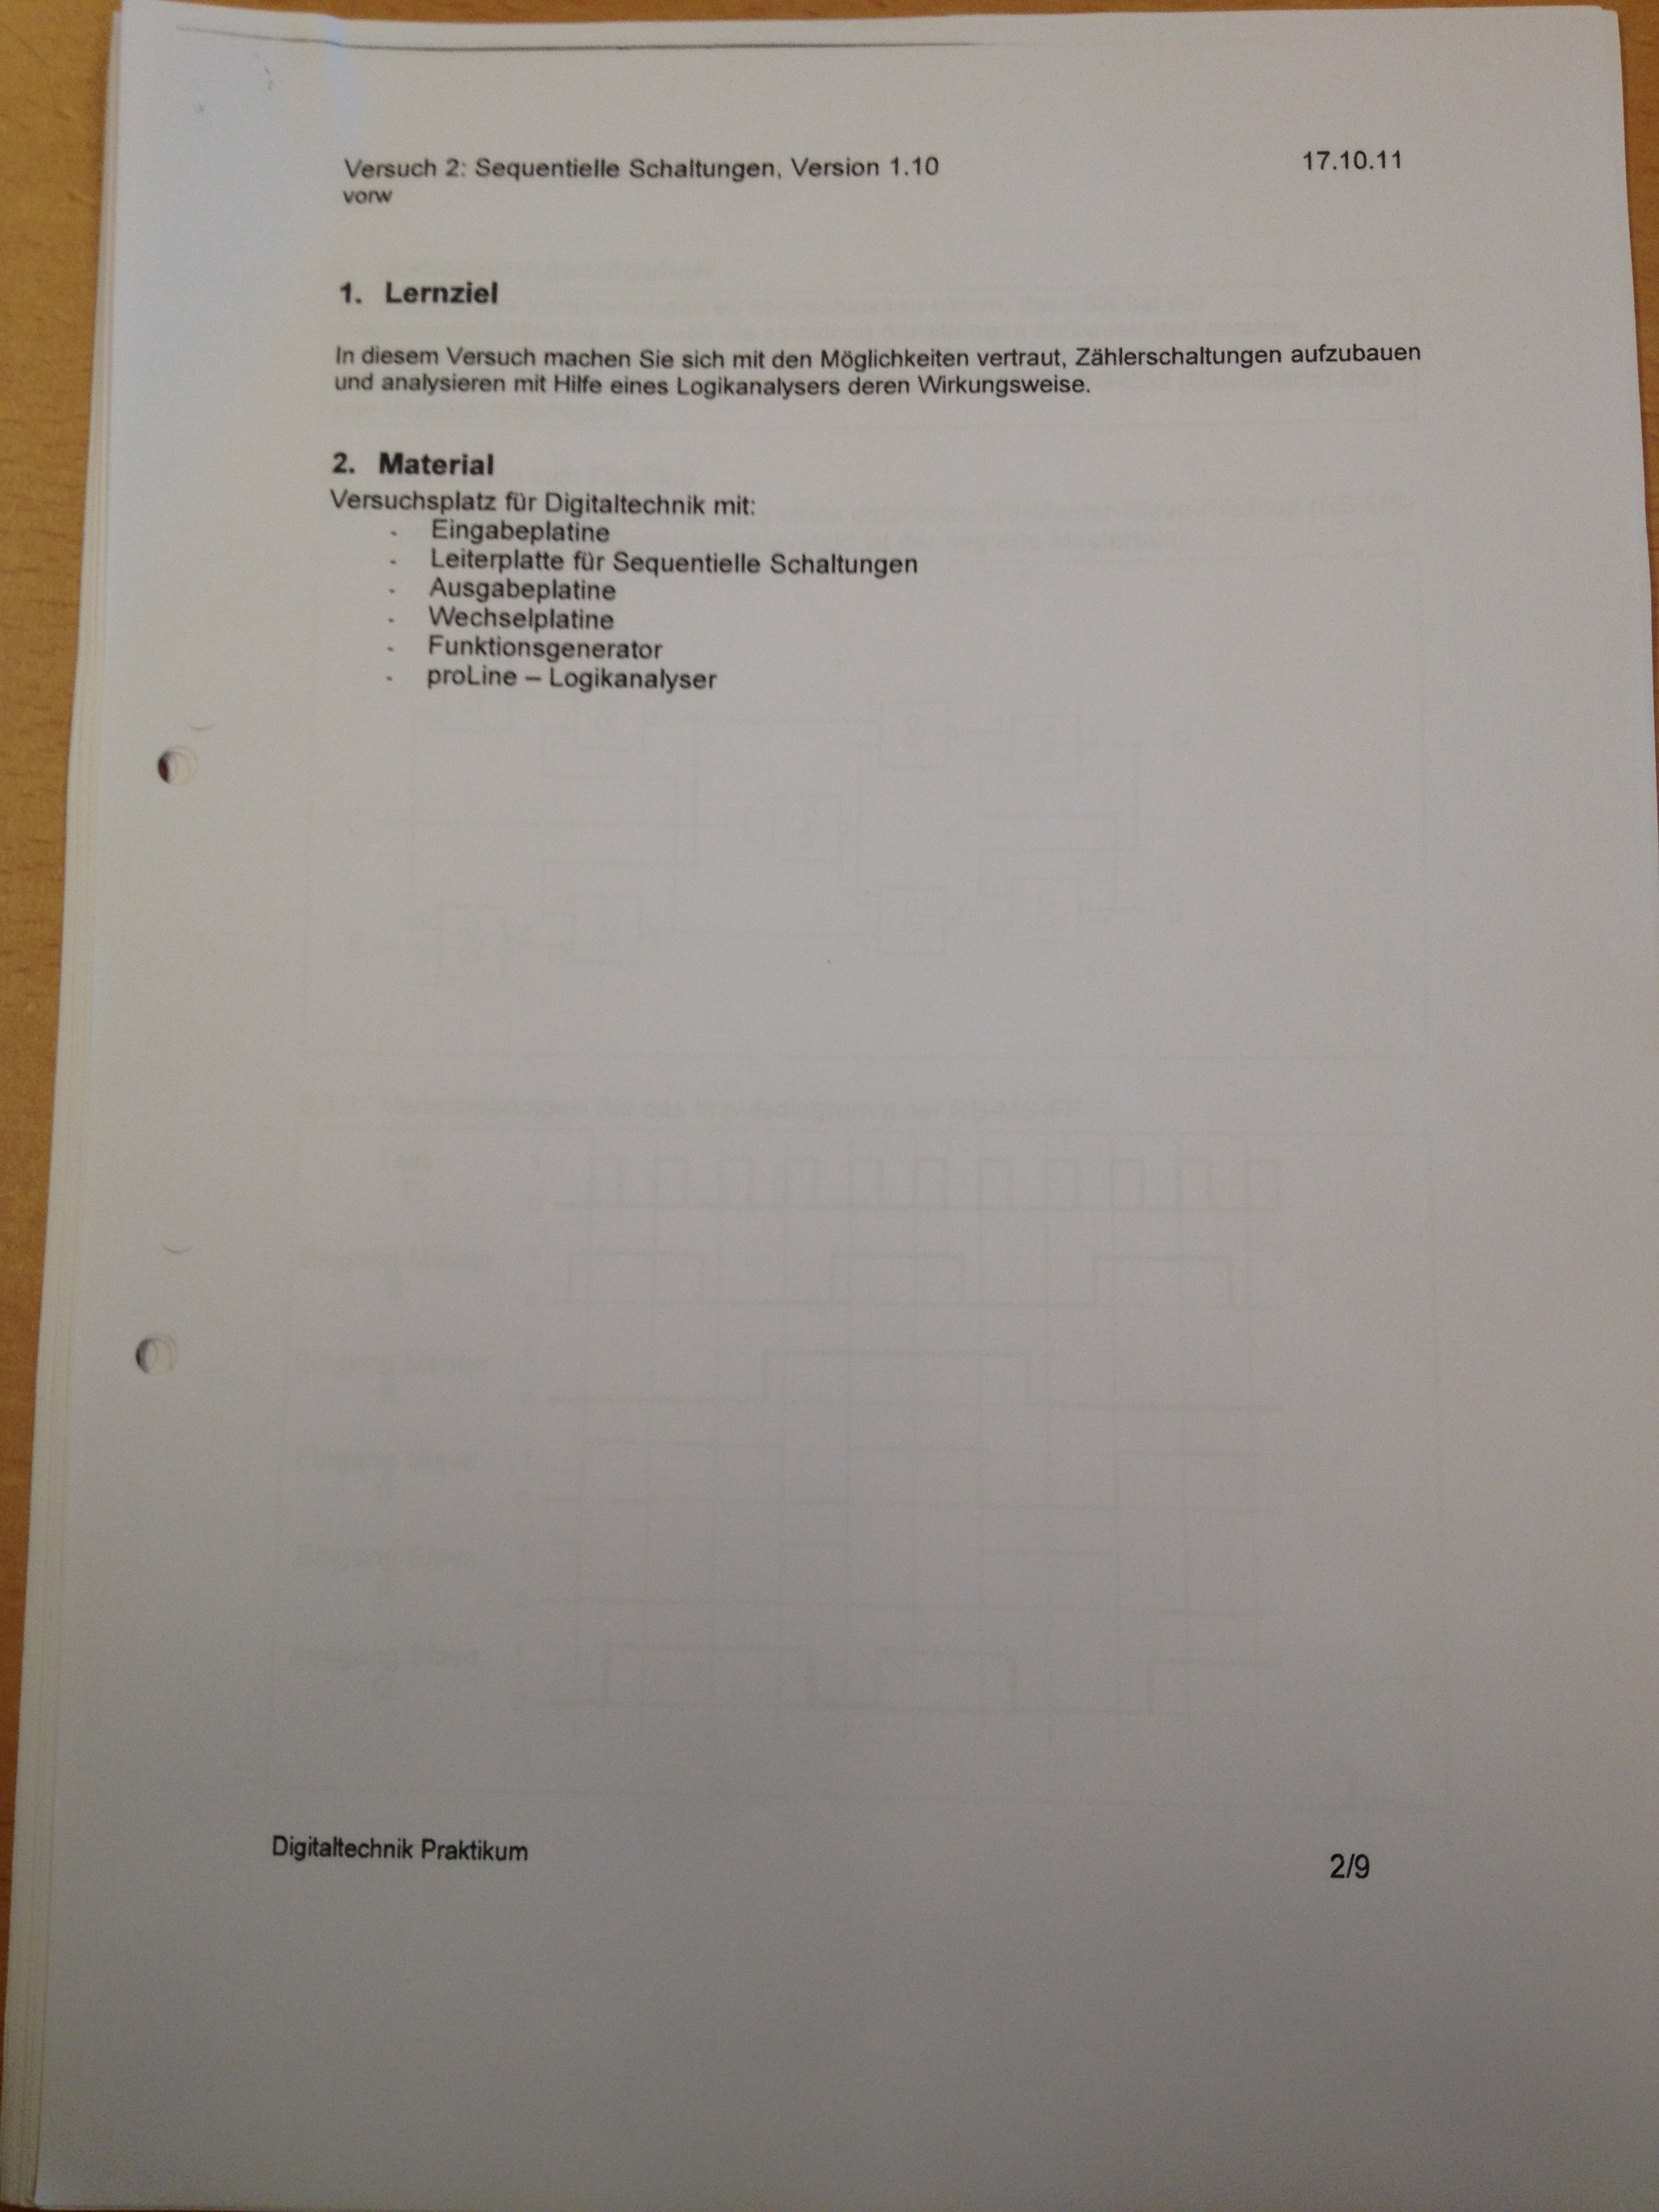 Versuch 2: Sequentielle Schaltungen, Version 1.10 17.10.11
vorw
1. Lernziel
In diesem Versuch machen Sie sich mit den Möglichkeiten vertraut, Zählerschaltungen aufzubauen
und analysieren mit Hilfe eines Logikanalysers deren Wirkungsweise.
2. Material
Versuchsplatz für Digitaltechnik mit:
- Eingabeplatine
- Leiterplatte für Sequentielle Schaltungen
- Ausgabeplatine
- Wechselplatine
- Funktionsgenerator
- proLine – Logikanalyser
Digitaltechnik Praktikum 2/9